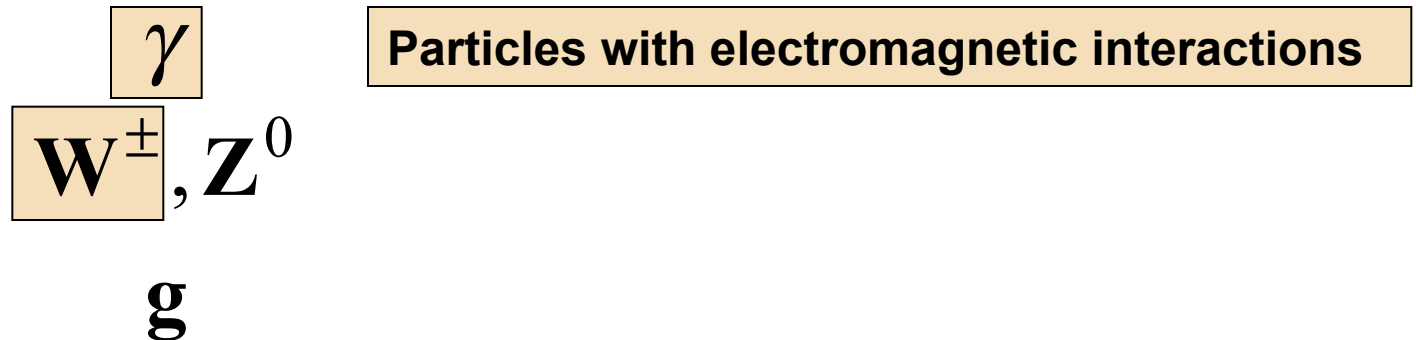 γ
Particles with electromagnetic interactions
W±, Z⁰
g